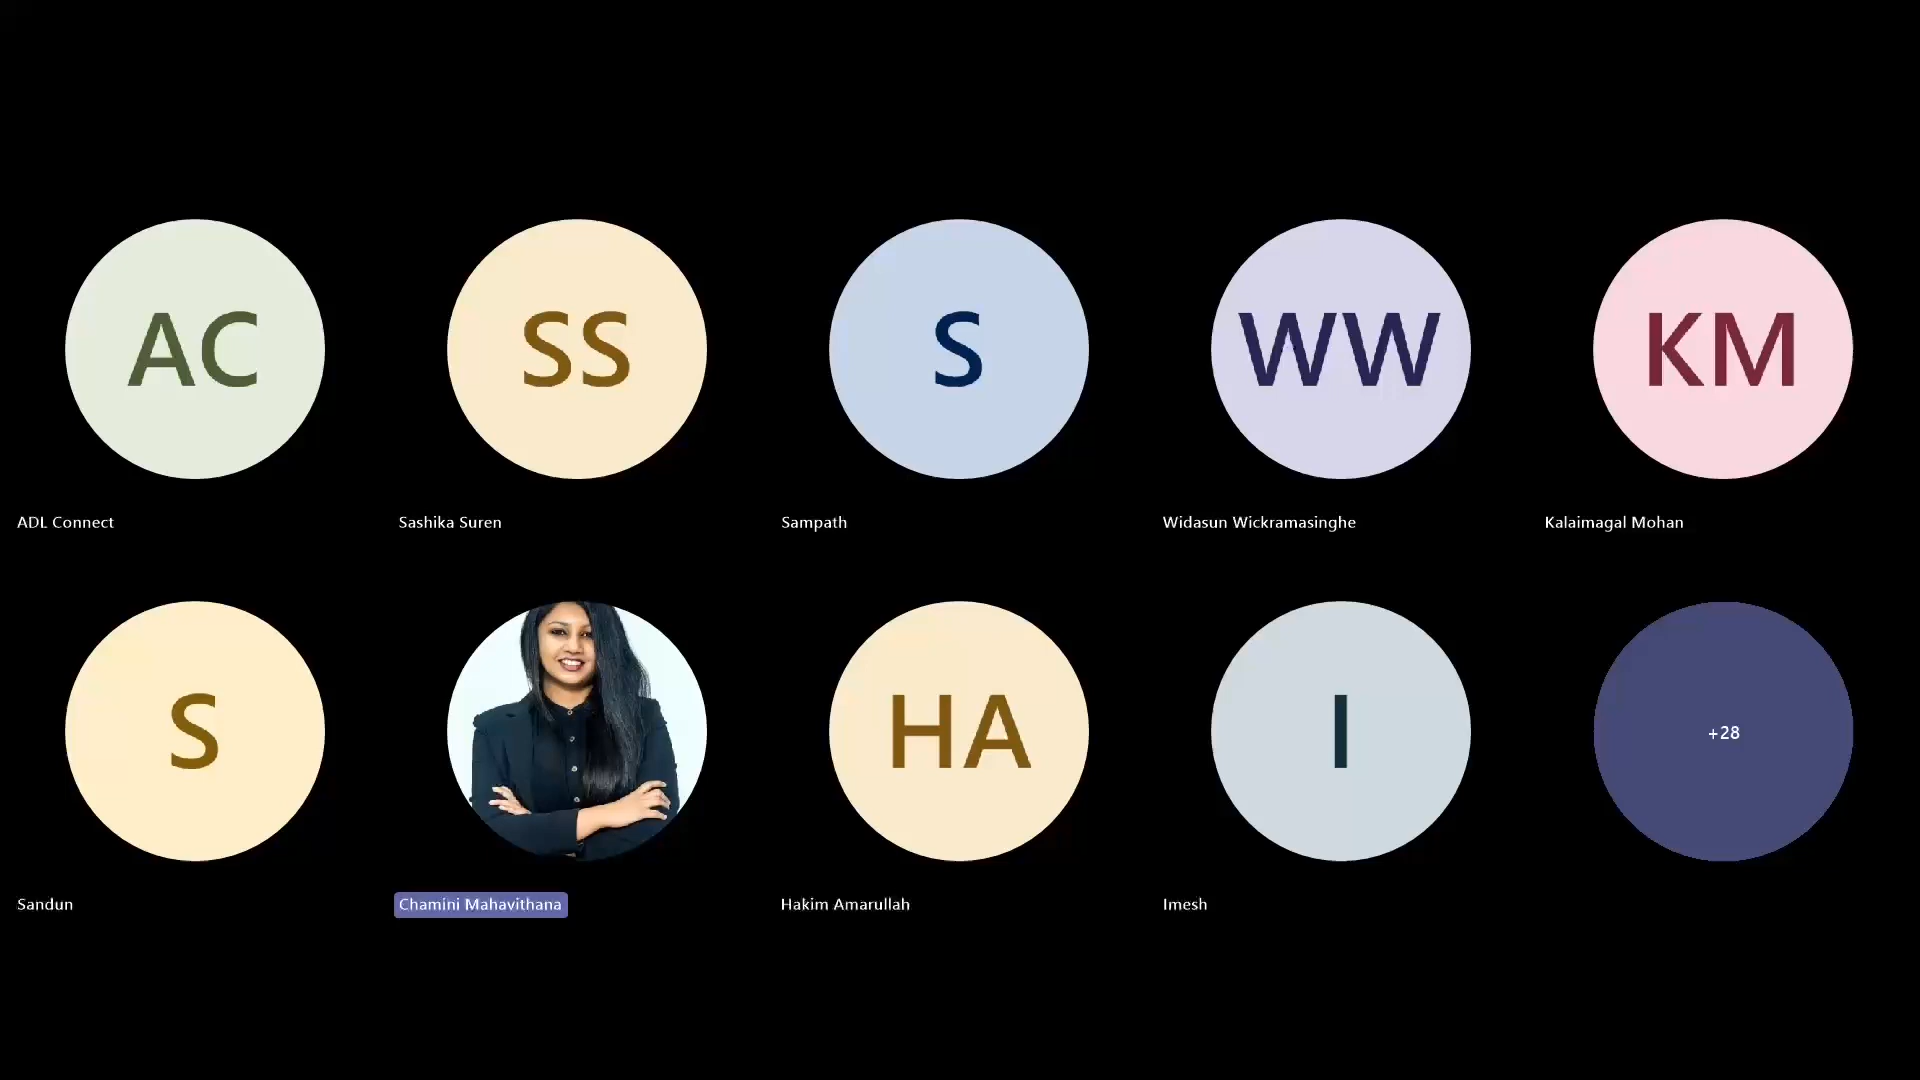 AC
SS
S
WW
KM
ADL Connect
Sashika Suren
Sampath
Widasun Wickramasinghe
Kalaimagal Mohan
S
HA
I
+28
Sandun
Chamini Mahavithana
Hakim Amarullah
Imesh